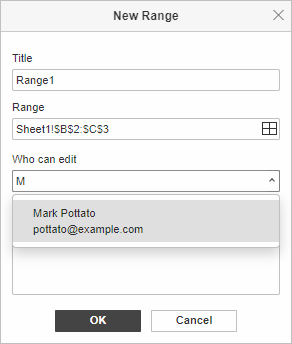 New Range
Title
Range1
Range
Sheet1!$B$2:$C$3
Who can edit
M
Mark Pottato
pottato@example.com
OK
Cancel